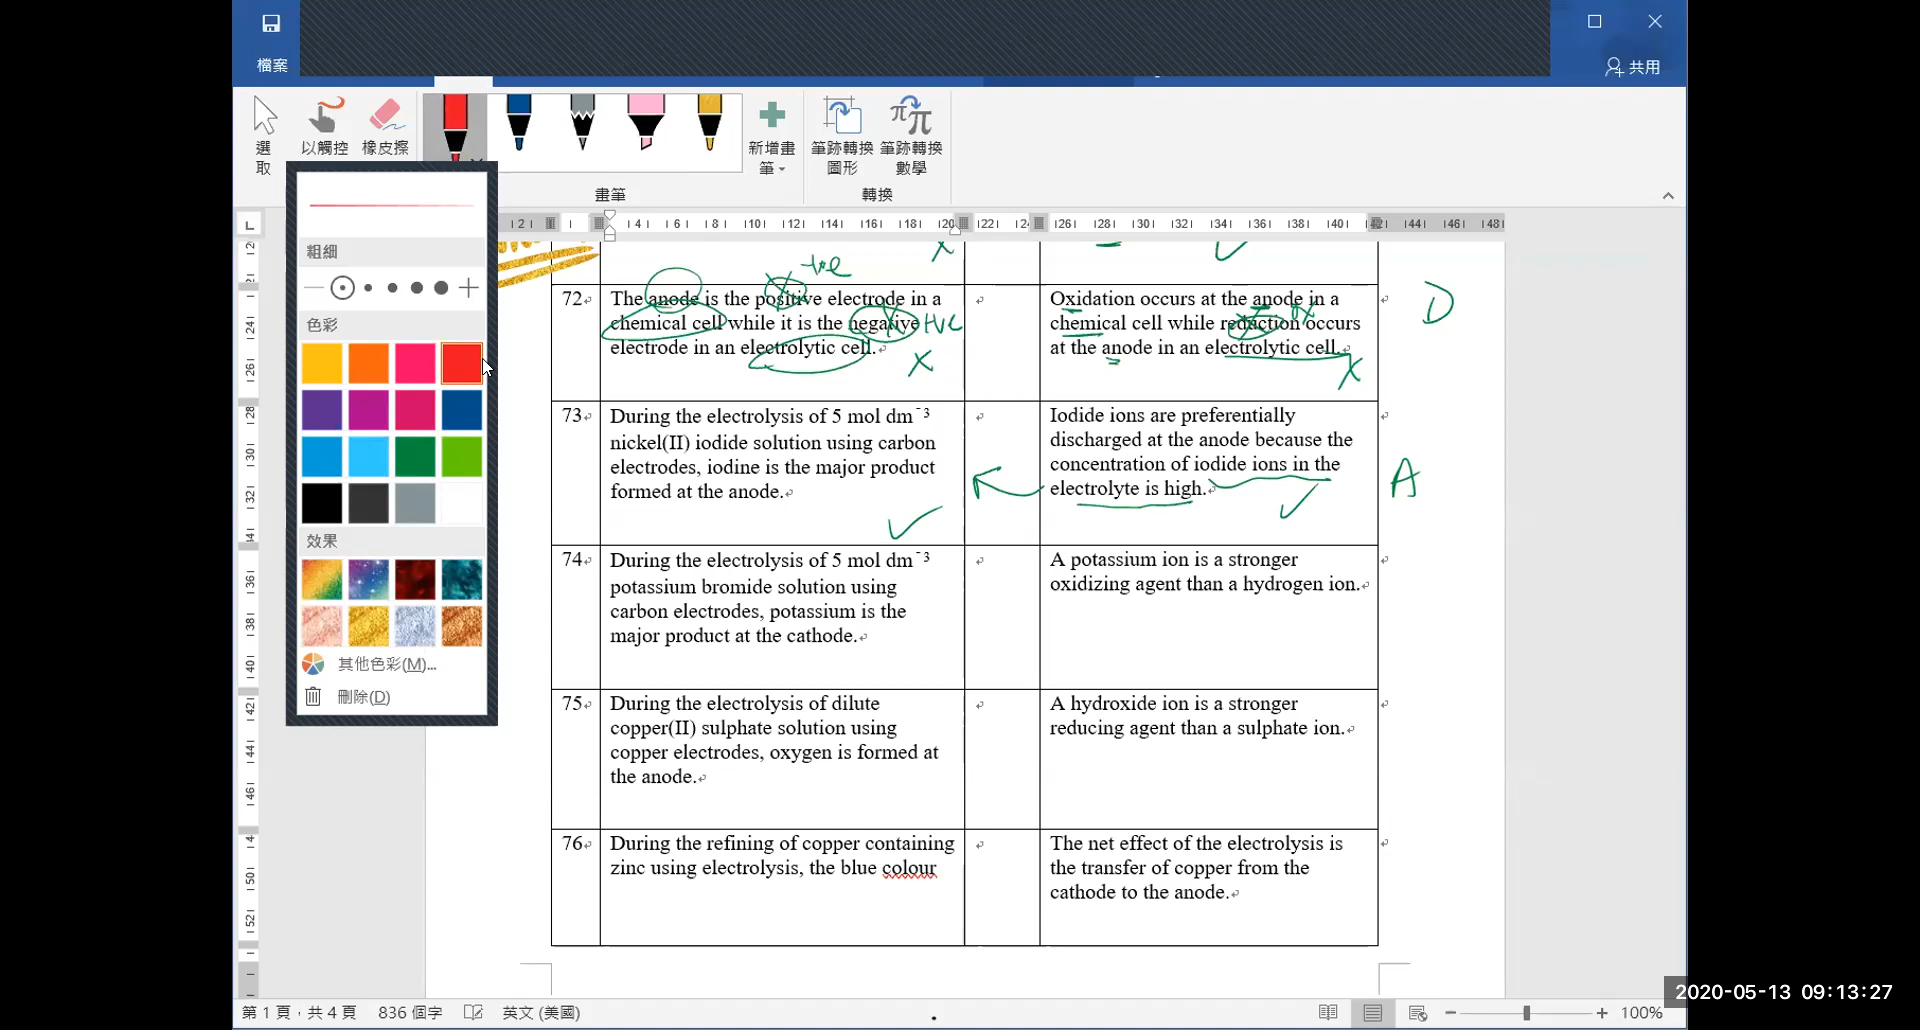 檔案
共用
選取
以觸控
橡皮擦
新增畫筆
筆跡轉換圖形
筆跡轉換數學
畫筆
轉換
粗細
色彩
效果
其他色彩(M)...
刪除(D)
72
The anode is the positive electrode in a
chemical cell while it is the negative
electrode in an electrolytic cell.
Oxidation occurs at the anode in a
chemical cell while reduction occurs
at the anode in an electrolytic cell.
+ve
+ve
ox
X
X
D
73
During the electrolysis of 5 mol dm⁻³
nickel(II) iodide solution using carbon
electrodes, iodine is the major product
formed at the anode.
Iodide ions are preferentially
discharged at the anode because the
concentration of iodide ions in the
electrolyte is high.
A
74
During the electrolysis of 5 mol dm⁻³
potassium bromide solution using
carbon electrodes, potassium is the
major product at the cathode.
A potassium ion is a stronger
oxidizing agent than a hydrogen ion.
75
During the electrolysis of dilute
copper(II) sulphate solution using
copper electrodes, oxygen is formed at
the anode.
A hydroxide ion is a stronger
reducing agent than a sulphate ion.
76
During the refining of copper containing
zinc using electrolysis, the blue colour
The net effect of the electrolysis is
the transfer of copper from the
cathode to the anode.
第 1 頁，共 4 頁 836 個字 英文 (美國)
100%
2020-05-13 09:13:27